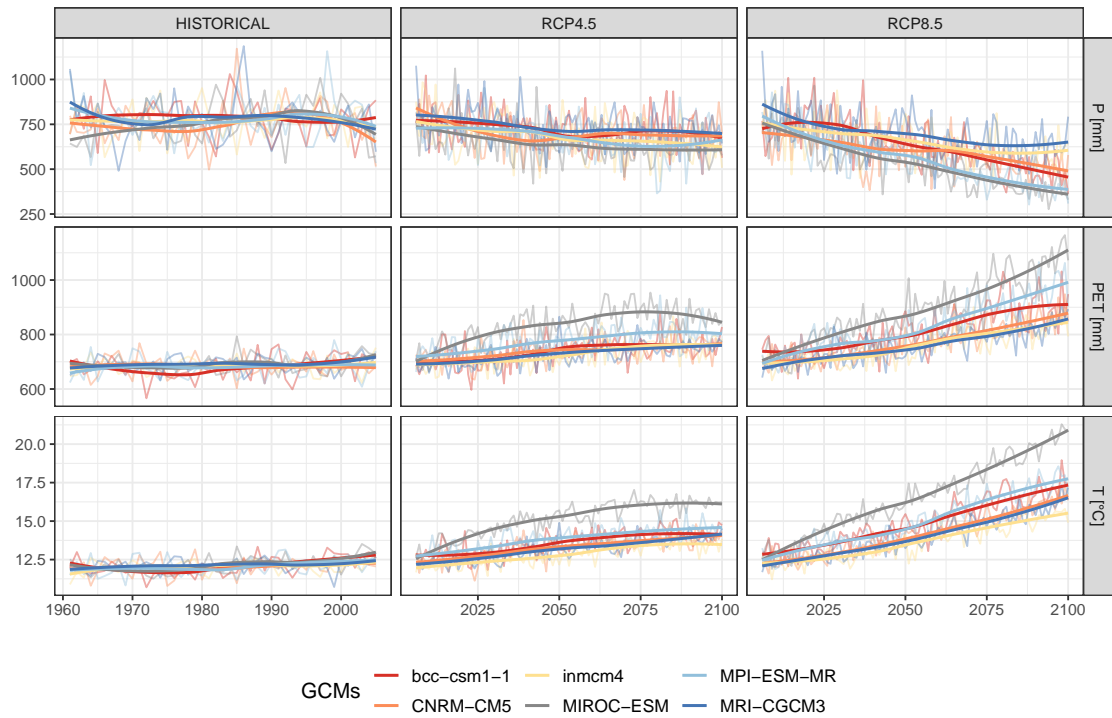 HISTORICAL RCP4.5 RCP8.5
1000
750
500
250
P [mm]
1000
800
600
PET [mm]
20.0
17.5
15.0
12.5
T [°C]
1960 1970 1980 1990 2000 2025 2050 2075 2100 2025 2050 2075 2100
GCMs
bcc−csm1−1 inmcm4 MPI−ESM−MR
CNRM−CM5 MIROC−ESM MRI−CGCM3